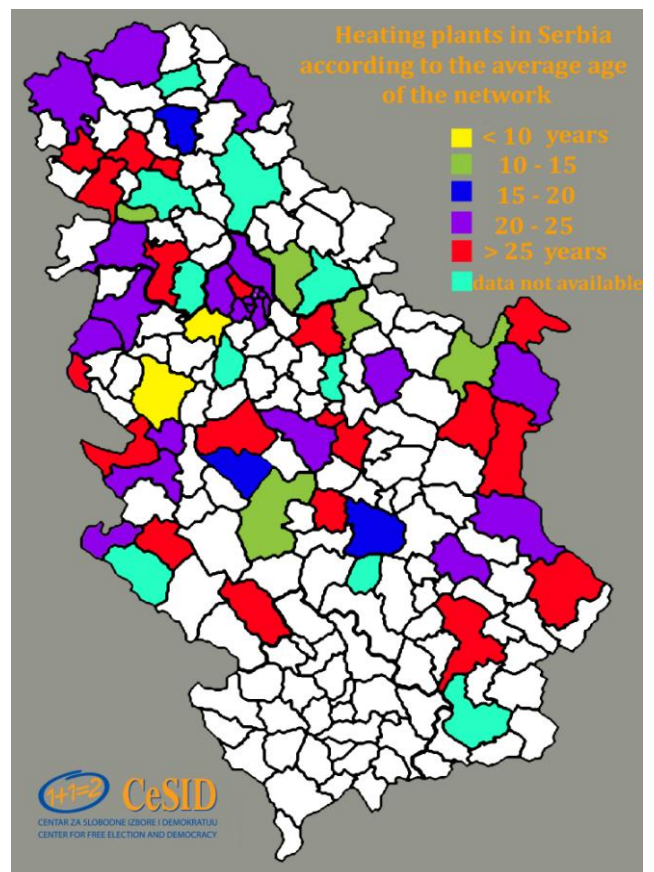 Heating plants in Serbia
according to the average age
of the network
< 10 years
10 - 15
15 - 20
20 - 25
> 25 years
data not available
1+1=2 CeSID
CENTAR ZA SLOBODNE IZBORE I DEMOKRATIJU
CENTER FOR FREE ELECTION AND DEMOCRACY